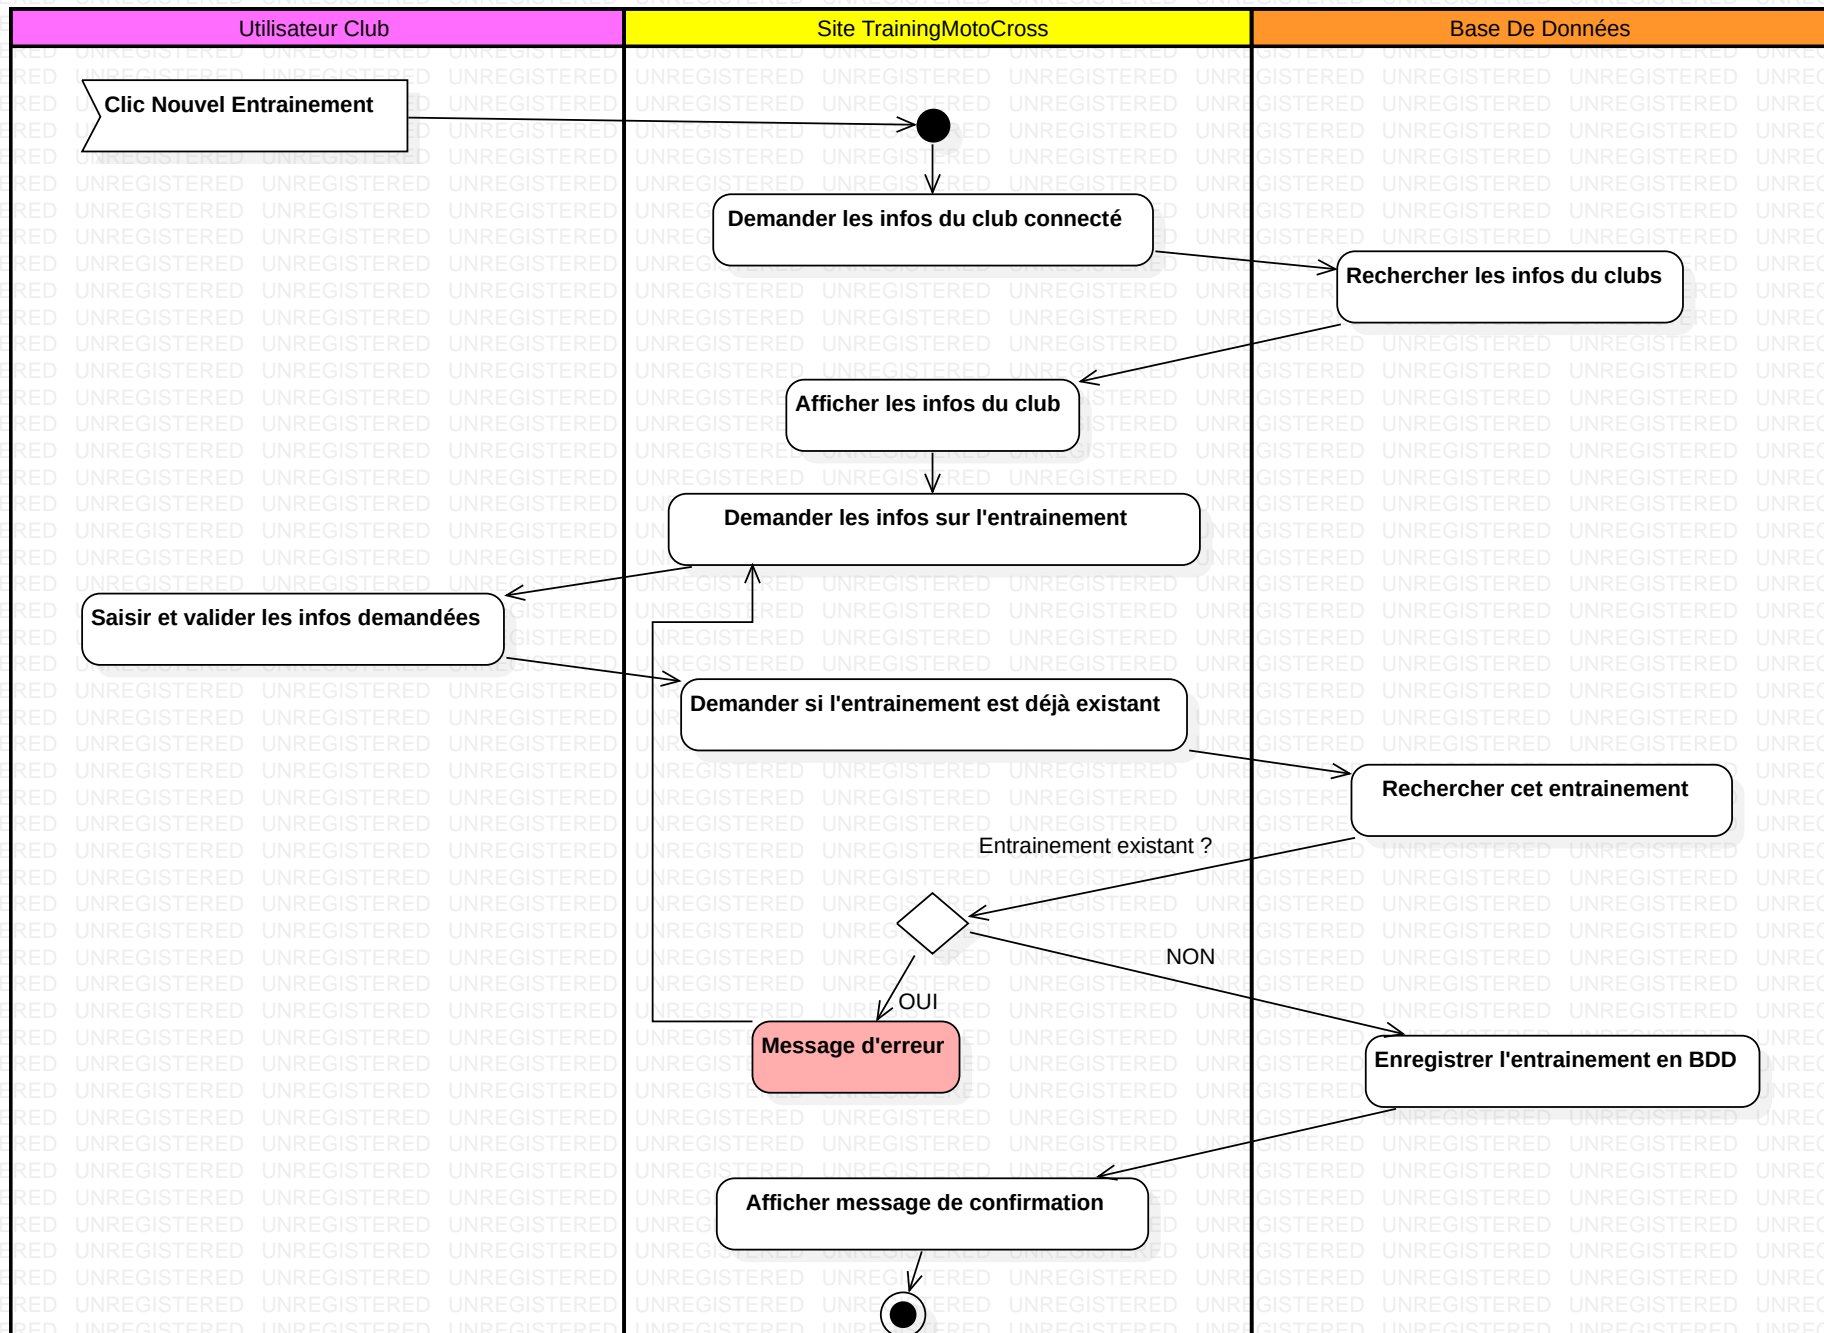 Utilisateur Club
Site TrainingMotoCross
Base De Données
Clic Nouvel Entrainement
Demander les infos du club connecté
Rechercher les infos du clubs
Afficher les infos du club
Demander les infos sur l'entrainement
Saisir et valider les infos demandées
Demander si l'entrainement est déjà existant
Rechercher cet entrainement
Entrainement existant ?
NON
OUI
Message d'erreur
Enregistrer l'entrainement en BDD
Afficher message de confirmation
UNREGISTERED